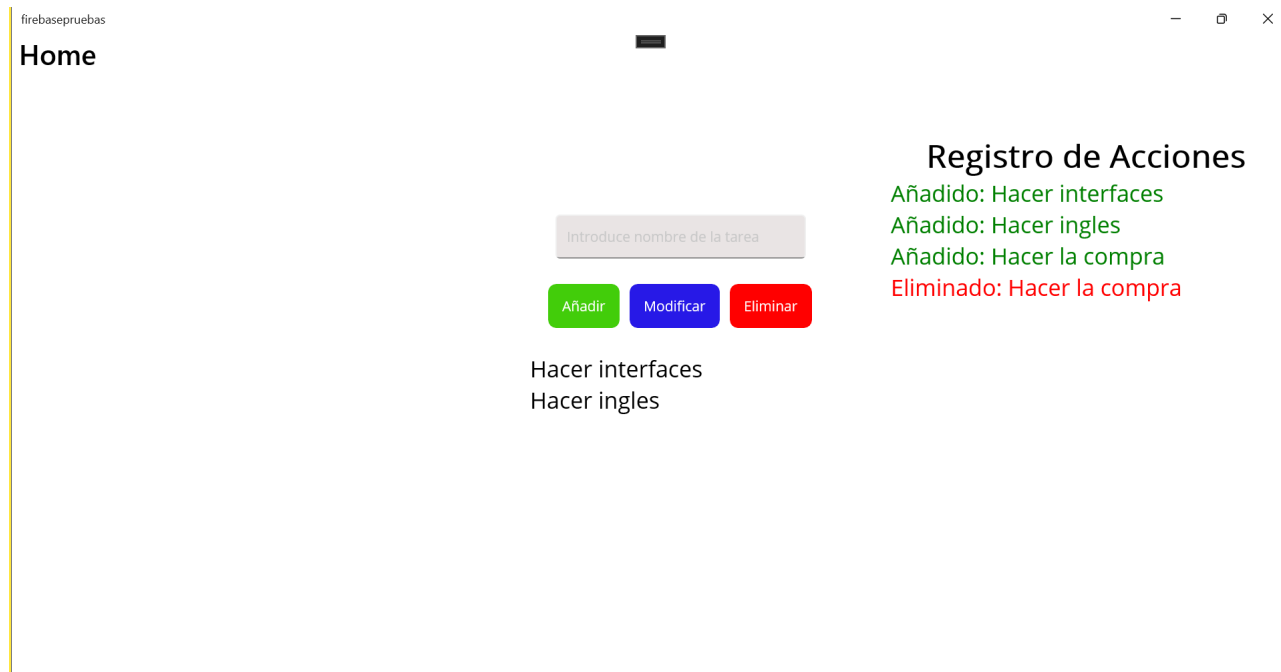 firebasepruebas
Home
Registro de Acciones
Añadido: Hacer interfaces
Añadido: Hacer ingles
Añadido: Hacer la compra
Eliminado: Hacer la compra
Introduce nombre de la tarea
Añadir Modificar Eliminar
Hacer interfaces
Hacer ingles